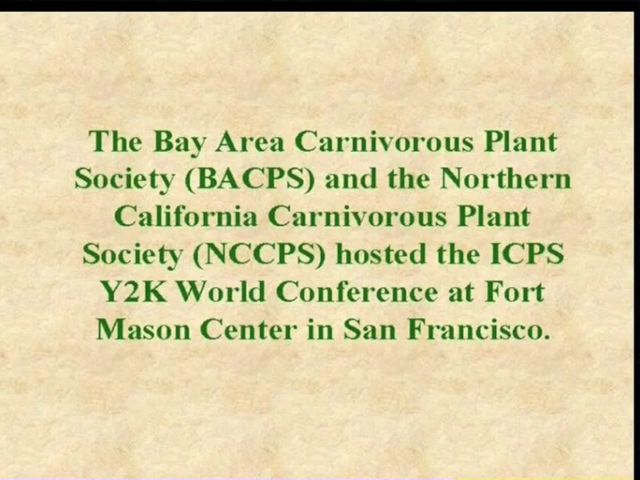 The Bay Area Carnivorous Plant
Society (BACPS) and the Northern
California Carnivorous Plant
Society (NCCPS) hosted the ICPS
Y2K World Conference at Fort
Mason Center in San Francisco.